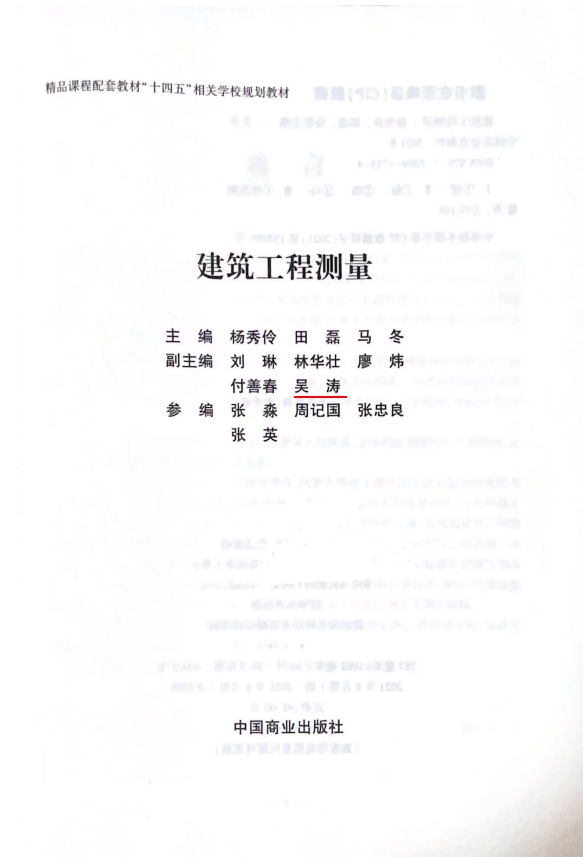 精品课程配套教材“十四五”相关学校规划教材
建筑工程测量
主 编 杨秀伶 田 磊 马 冬
副主编 刘 琳 林华壮 廖 炜
付善春 吴 涛
参 编 张 淼 周记国 张忠良
张 英
中国商业出版社